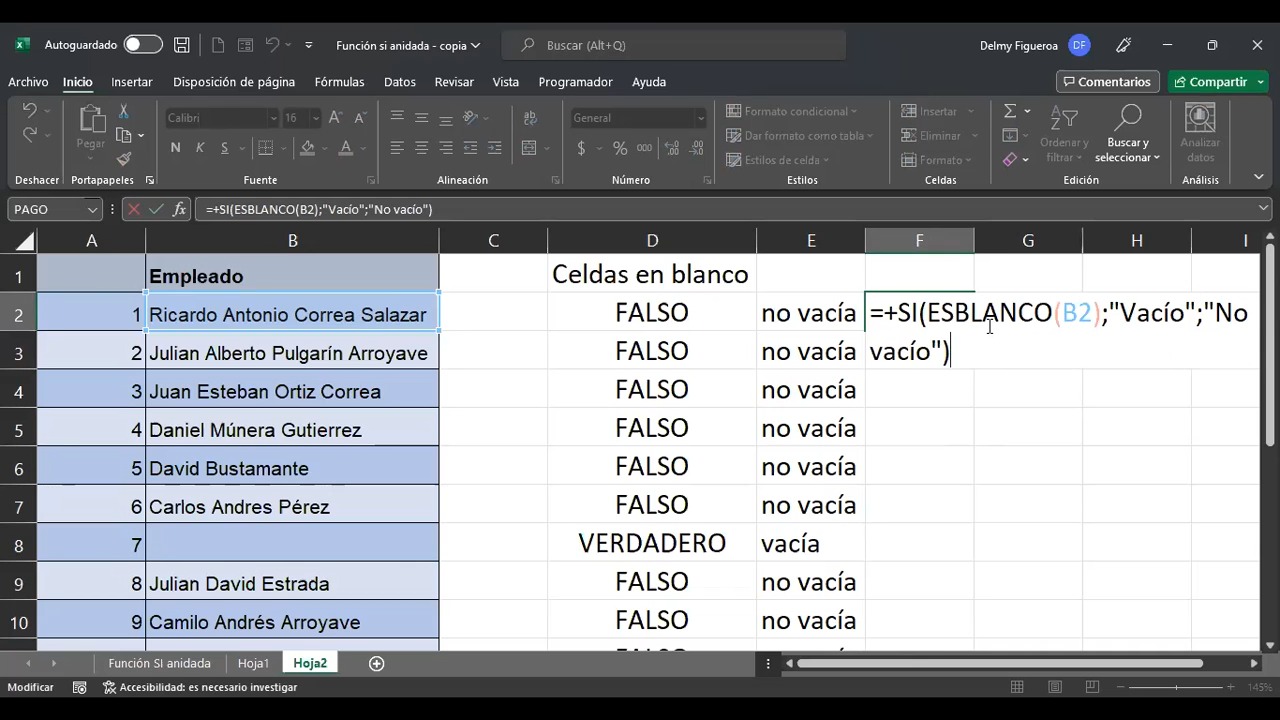 Autoguardado
Función si anidada - copia
Buscar (Alt+Q)
Delmy Figueroa
DF
Archivo
Inicio
Insertar
Disposición de página
Fórmulas
Datos
Revisar
Vista
Programador
Ayuda
Comentarios
Compartir
Pegar
Calibri
16
N
K
S
General
$
%
000
Formato condicional
Dar formato como tabla
Estilos de celda
Insertar
Eliminar
Formato
Ordenar y
filtrar
Buscar y
seleccionar
Analizar
datos
Deshacer
Portapapeles
Fuente
Alineación
Número
Estilos
Celdas
Edición
Análisis
PAGO
fx
=+SI(ESBLANCO(B2);"Vacío";"No vacío")
A B C D E F G H I
1 Empleado Celdas en blanco
2 1 Ricardo Antonio Correa Salazar FALSO no vacía =+SI(ESBLANCO(B2);"Vacío";"No
3 2 Julian Alberto Pulgarín Arroyave FALSO no vacía vacío")
4 3 Juan Esteban Ortiz Correa FALSO no vacía
5 4 Daniel Múnera Gutierrez FALSO no vacía
6 5 David Bustamante FALSO no vacía
7 6 Carlos Andres Pérez FALSO no vacía
8 7 VERDADERO vacía
9 8 Julian David Estrada FALSO no vacía
10 9 Camilo Andrés Arroyave FALSO no vacía
Función SI anidada
Hoja1
Hoja2
Modificar
Accesibilidad: es necesario investigar
145%